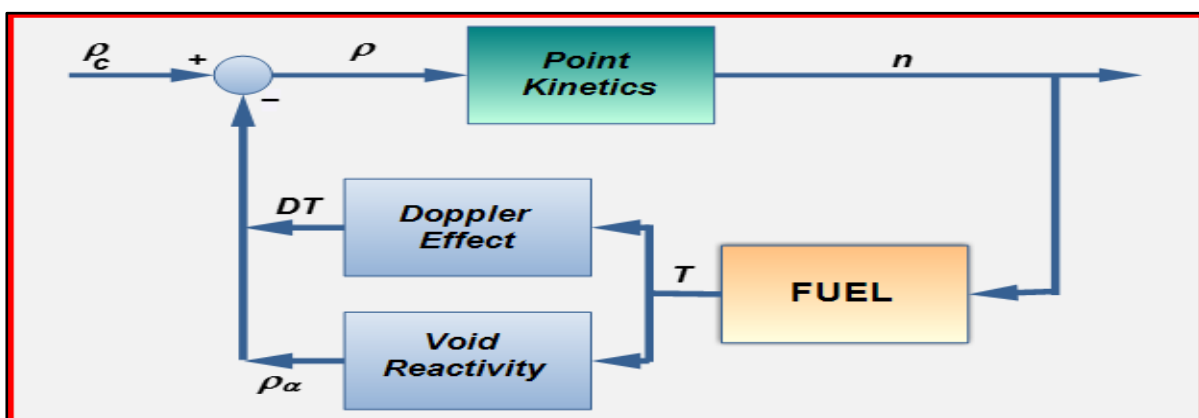 ρc
+
−
ρ
Point
Kinetics
n
DT
Doppler
Effect
T
FUEL
Void
Reactivity
ρα